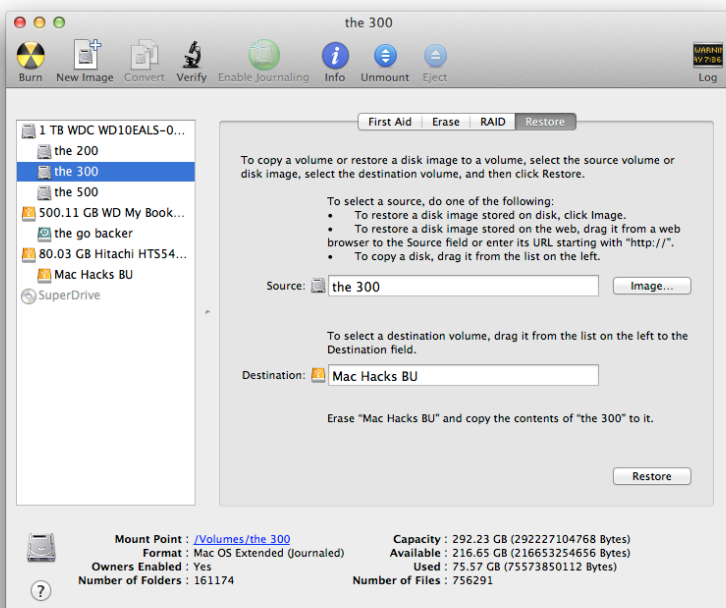 the 300
Burn New Image Convert Verify Enable Journaling Info Unmount Eject Log
WARNIN
AY 7:86
1 TB WDC WD10EALS-0...
the 200
the 300
the 500
500.11 GB WD My Book...
the go backer
80.03 GB Hitachi HTS54...
Mac Hacks BU
SuperDrive
First Aid Erase RAID Restore
To copy a volume or restore a disk image to a volume, select the source volume or
disk image, select the destination volume, and then click Restore.
To select a source, do one of the following:
• To restore a disk image stored on disk, click Image.
• To restore a disk image stored on the web, drag it from a web
browser to the Source field or enter its URL starting with “http://”.
• To copy a disk, drag it from the list on the left.
Source: the 300 Image...
To select a destination volume, drag it from the list on the left to the
Destination field.
Destination: Mac Hacks BU
Erase “Mac Hacks BU” and copy the contents of “the 300” to it.
Restore
Mount Point : /Volumes/the 300 Capacity : 292.23 GB (292227104768 Bytes)
Format : Mac OS Extended (Journaled) Available : 216.65 GB (216653254656 Bytes)
Owners Enabled : Yes Used : 75.57 GB (75573850112 Bytes)
Number of Folders : 161174 Number of Files : 756291
?